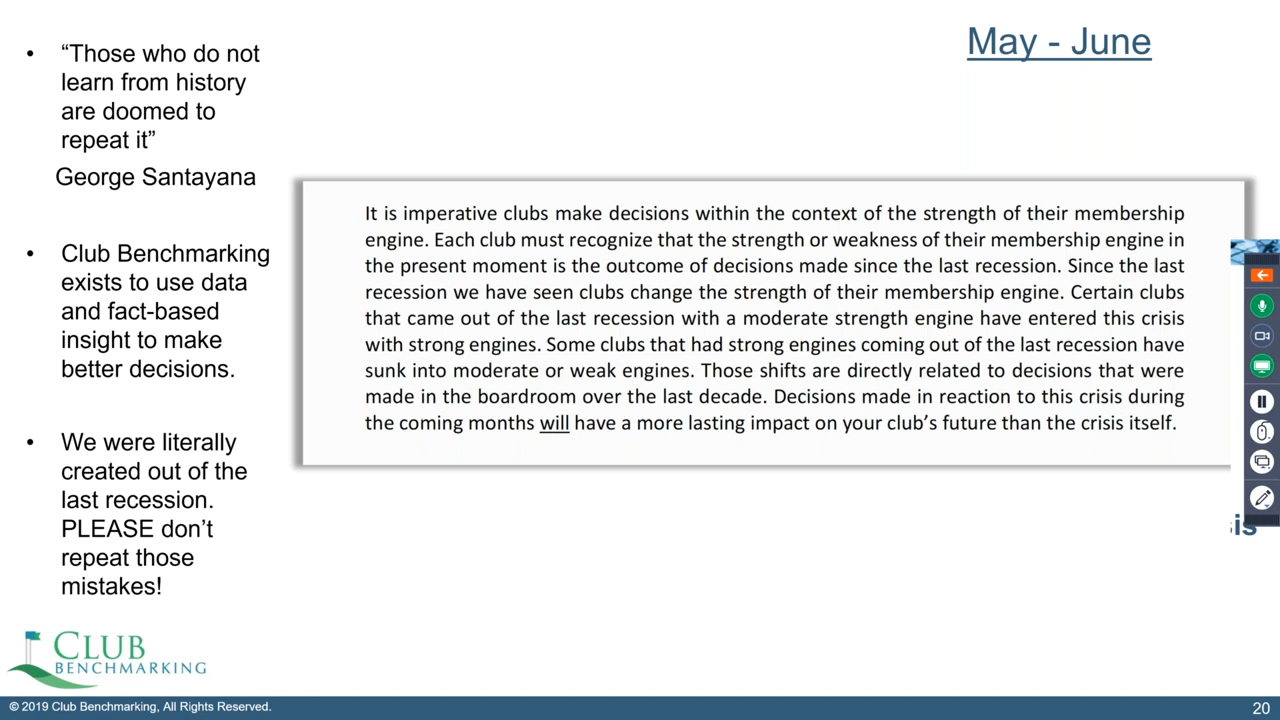 May - June
• “Those who do not
learn from history
are doomed to
repeat it”
George Santayana
• Club Benchmarking
exists to use data
and fact-based
insight to make
better decisions.
• We were literally
created out of the
last recession.
PLEASE don’t
repeat those
mistakes!
It is imperative clubs make decisions within the context of the strength of their membership
engine. Each club must recognize that the strength or weakness of their membership engine in
the present moment is the outcome of decisions made since the last recession. Since the last
recession we have seen clubs change the strength of their membership engine. Certain clubs
that came out of the last recession with a moderate strength engine have entered this crisis
with strong engines. Some clubs that had strong engines coming out of the last recession have
sunk into moderate or weak engines. Those shifts are directly related to decisions that were
made in the boardroom over the last decade. Decisions made in reaction to this crisis during
the coming months will have a more lasting impact on your club’s future than the crisis itself.
CLUB
BENCHMARKING
© 2019 Club Benchmarking, All Rights Reserved.
20